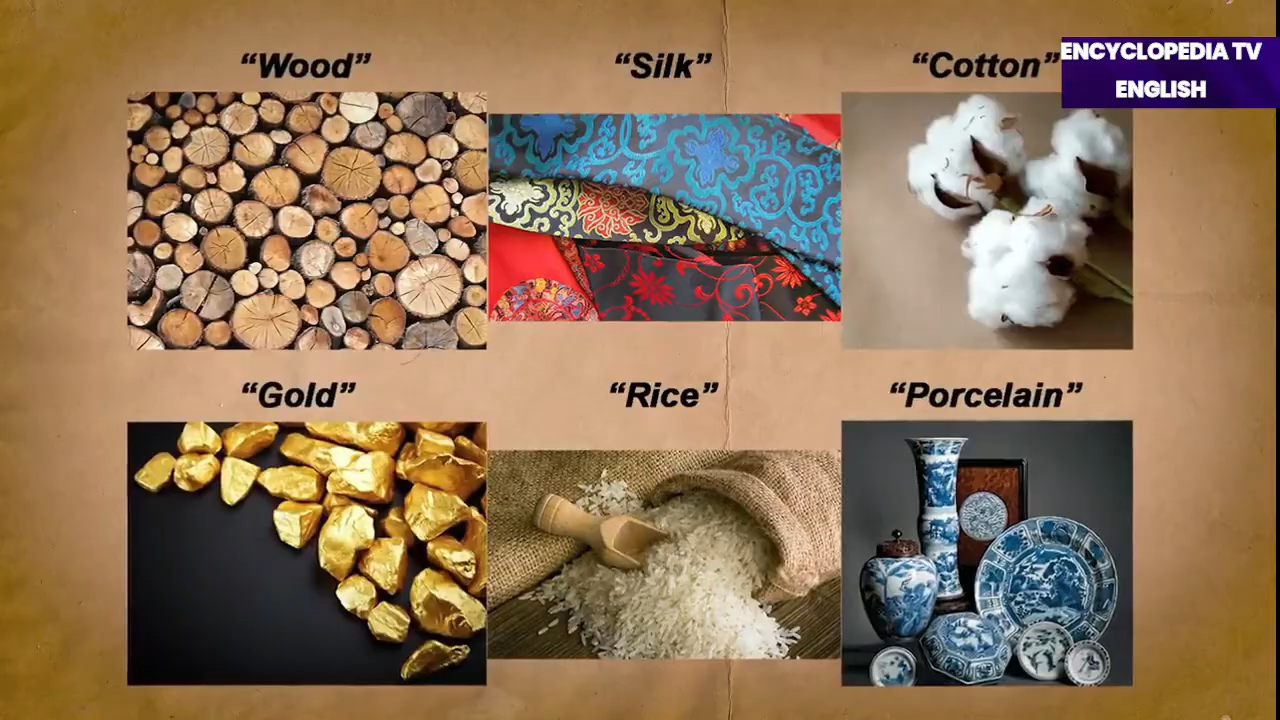 “Wood”
“Silk”
“Cotton”
ENCYCLOPEDIA TV
ENGLISH
“Gold”
“Rice”
“Porcelain”